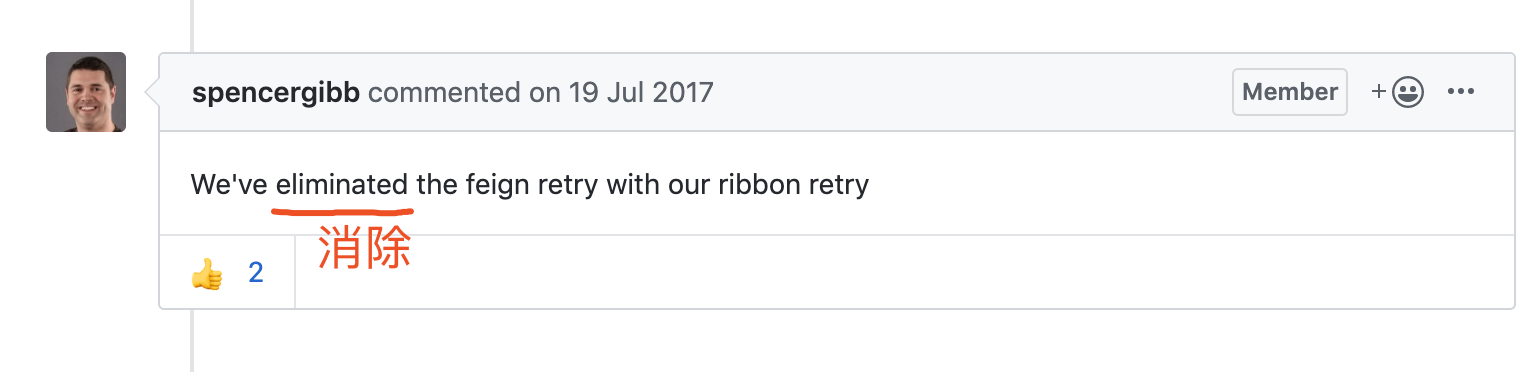 spencergibb commented on 19 Jul 2017 Member +
We've eliminated the feign retry with our ribbon retry
消除
2